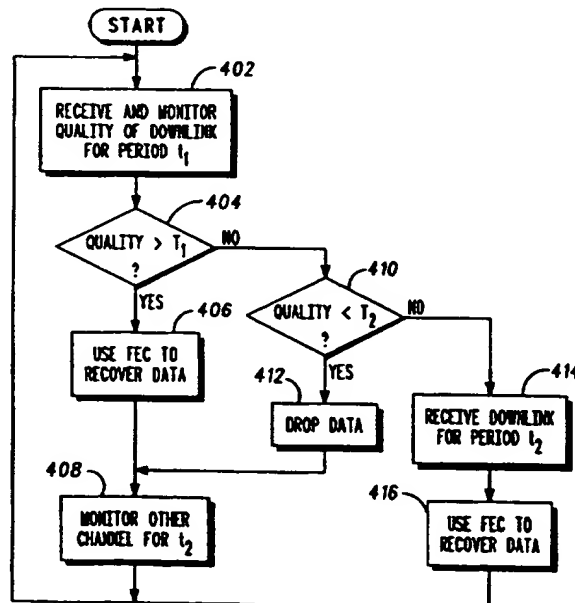 START
402
RECEIVE AND MONITOR
QUALITY OF DOWNLINK
FOR PERIOD t₁
404
QUALITY > T₁
?
NO
YES
410
QUALITY < T₂
?
NO
YES
406
USE FEC TO
RECOVER DATA
412
DROP DATA
414
RECEIVE DOWNLINK
FOR PERIOD t₂
408
MONITOR OTHER
CHANNEL FOR t₂
416
USE FEC TO
RECOVER DATA